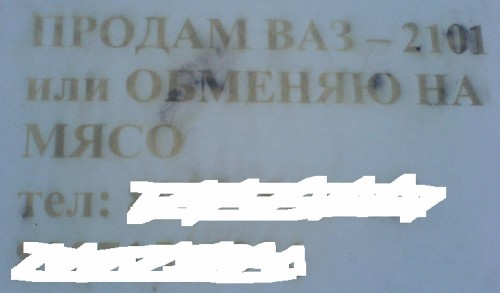 ПРОДАМ ВАЗ – 2101
или ОБМЕНЯЮ НА
МЯСО
тел: